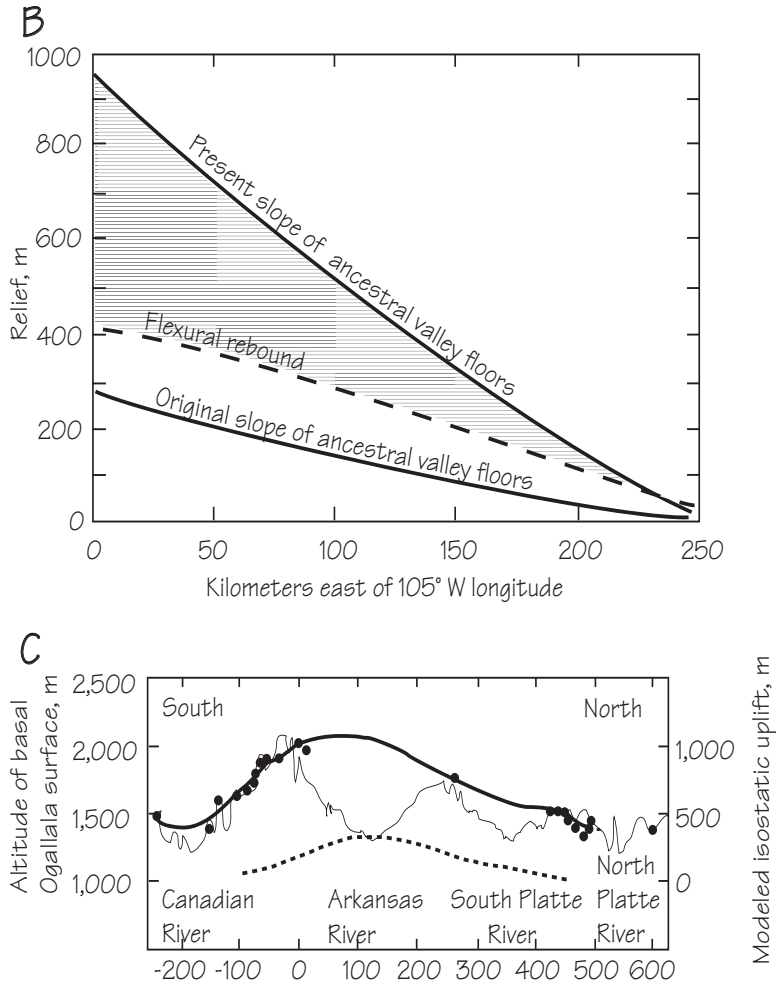 B
1000
800
600
400
200
0
Relief, m
Present slope of ancestral valley floors
Flexural rebound
Original slope of ancestral valley floors
0 50 100 150 200 250
Kilometers east of 105° W longitude
C
Altitude of basal
Ogallala surface, m
2,500
2,000
1,500
1,000
South
North
1,000
500
0
Modeled isostatic uplift, m
Canadian
River
Arkansas
River
South Platte
River
North
Platte
River
-200 -100 0 100 200 300 400 500 600